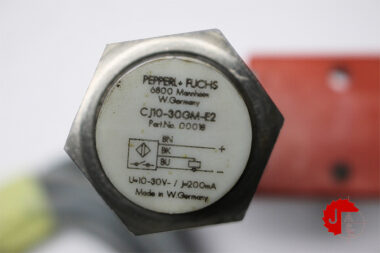 PEPPERL+FUCHS
6800 Mannheim
W.Germany
CJ10-30GM-E2
Part.No. 00018
BN
+
BK
BU
-
U=10-30V- / I=200mA
Made in W.Germany